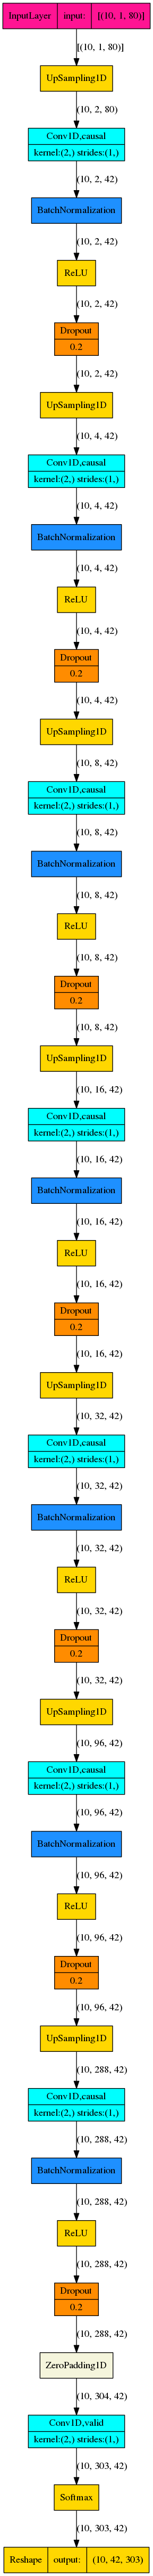 InputLayer input: [(10, 1, 80)]
[(10, 1, 80)]
UpSampling1D
(10, 2, 80)
Conv1D,causal
kernel:(2,) strides:(1,)
(10, 2, 42)
BatchNormalization
(10, 2, 42)
ReLU
(10, 2, 42)
Dropout
0.2
(10, 2, 42)
UpSampling1D
(10, 4, 42)
Conv1D,causal
kernel:(2,) strides:(1,)
(10, 4, 42)
BatchNormalization
(10, 4, 42)
ReLU
(10, 4, 42)
Dropout
0.2
(10, 4, 42)
UpSampling1D
(10, 8, 42)
Conv1D,causal
kernel:(2,) strides:(1,)
(10, 8, 42)
BatchNormalization
(10, 8, 42)
ReLU
(10, 8, 42)
Dropout
0.2
(10, 8, 42)
UpSampling1D
(10, 16, 42)
Conv1D,causal
kernel:(2,) strides:(1,)
(10, 16, 42)
BatchNormalization
(10, 16, 42)
ReLU
(10, 16, 42)
Dropout
0.2
(10, 16, 42)
UpSampling1D
(10, 32, 42)
Conv1D,causal
kernel:(2,) strides:(1,)
(10, 32, 42)
BatchNormalization
(10, 32, 42)
ReLU
(10, 32, 42)
Dropout
0.2
(10, 32, 42)
UpSampling1D
(10, 96, 42)
Conv1D,causal
kernel:(2,) strides:(1,)
(10, 96, 42)
BatchNormalization
(10, 96, 42)
ReLU
(10, 96, 42)
Dropout
0.2
(10, 96, 42)
UpSampling1D
(10, 288, 42)
Conv1D,causal
kernel:(2,) strides:(1,)
(10, 288, 42)
BatchNormalization
(10, 288, 42)
ReLU
(10, 288, 42)
Dropout
0.2
(10, 288, 42)
ZeroPadding1D
(10, 304, 42)
Conv1D,valid
kernel:(2,) strides:(1,)
(10, 303, 42)
Softmax
(10, 303, 42)
Reshape output: (10, 42, 303)